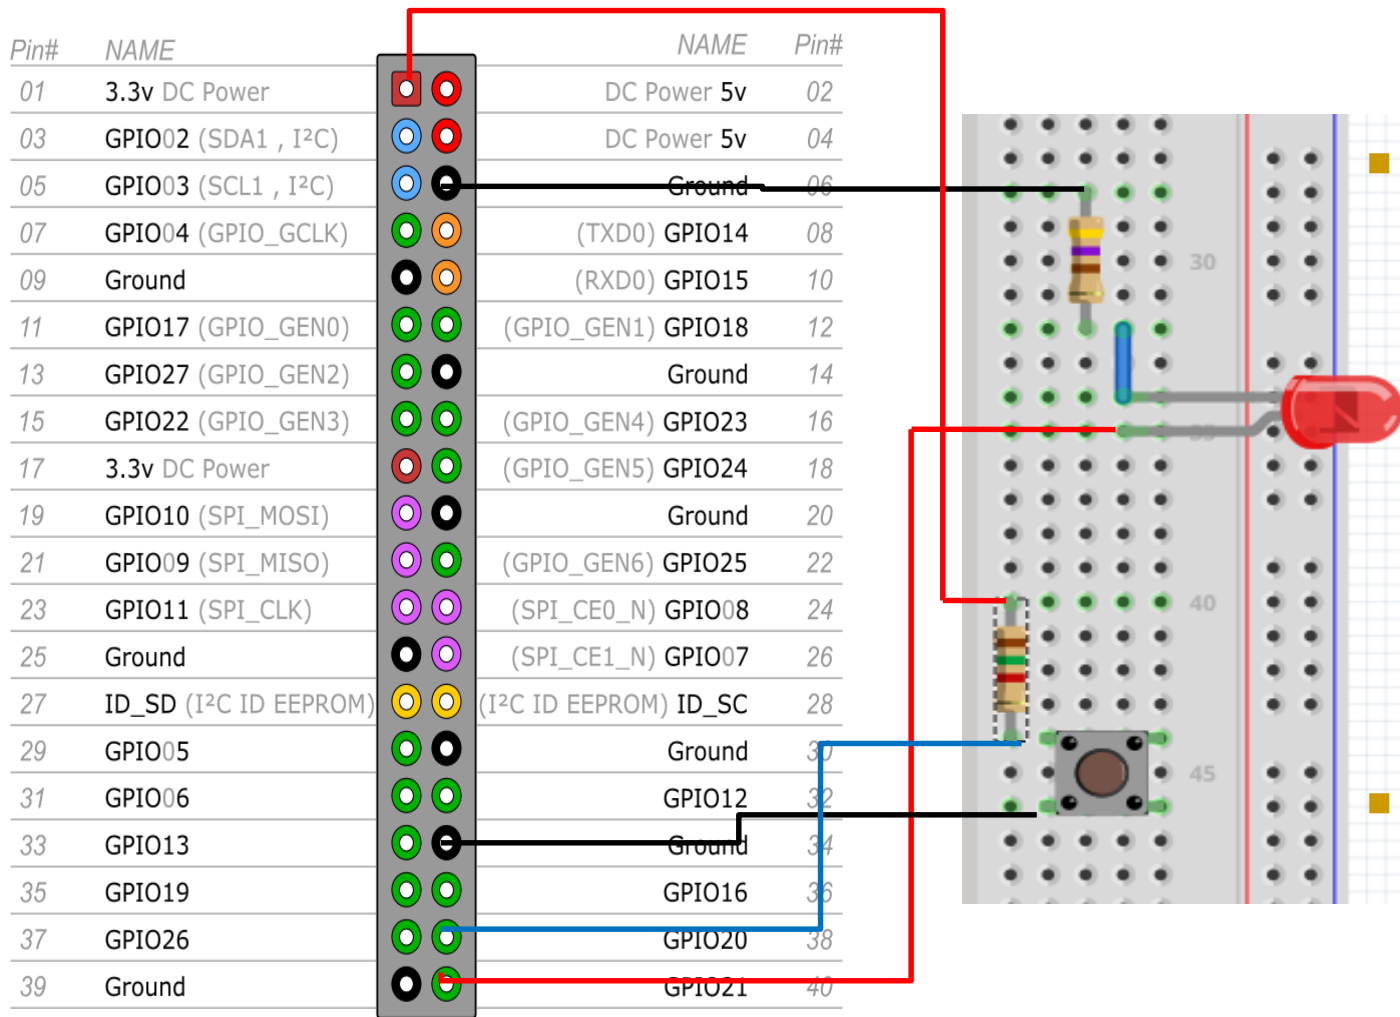 Pin# NAME NAME Pin#
01 3.3v DC Power DC Power 5v 02
03 GPIO02 (SDA1 , I²C) DC Power 5v 04
05 GPIO03 (SCL1 , I²C) Ground 06
07 GPIO04 (GPIO_GCLK) (TXD0) GPIO14 08
09 Ground (RXD0) GPIO15 10
11 GPIO17 (GPIO_GEN0) (GPIO_GEN1) GPIO18 12
13 GPIO27 (GPIO_GEN2) Ground 14
15 GPIO22 (GPIO_GEN3) (GPIO_GEN4) GPIO23 16
17 3.3v DC Power (GPIO_GEN5) GPIO24 18
19 GPIO10 (SPI_MOSI) Ground 20
21 GPIO09 (SPI_MISO) (GPIO_GEN6) GPIO25 22
23 GPIO11 (SPI_CLK) (SPI_CE0_N) GPIO08 24
25 Ground (SPI_CE1_N) GPIO07 26
27 ID_SD (I²C ID EEPROM) (I²C ID EEPROM) ID_SC 28
29 GPIO05 Ground 30
31 GPIO06 GPIO12 32
33 GPIO13 Ground 34
35 GPIO19 GPIO16 36
37 GPIO26 GPIO20 38
39 Ground GPIO21 40
30
35
40
45